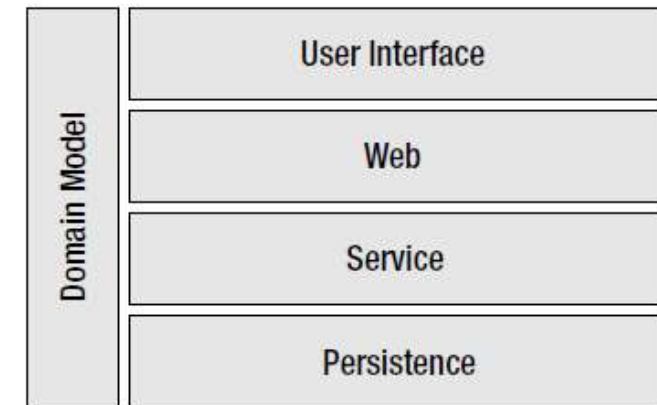 Domain Model
User Interface
Web
Service
Persistence